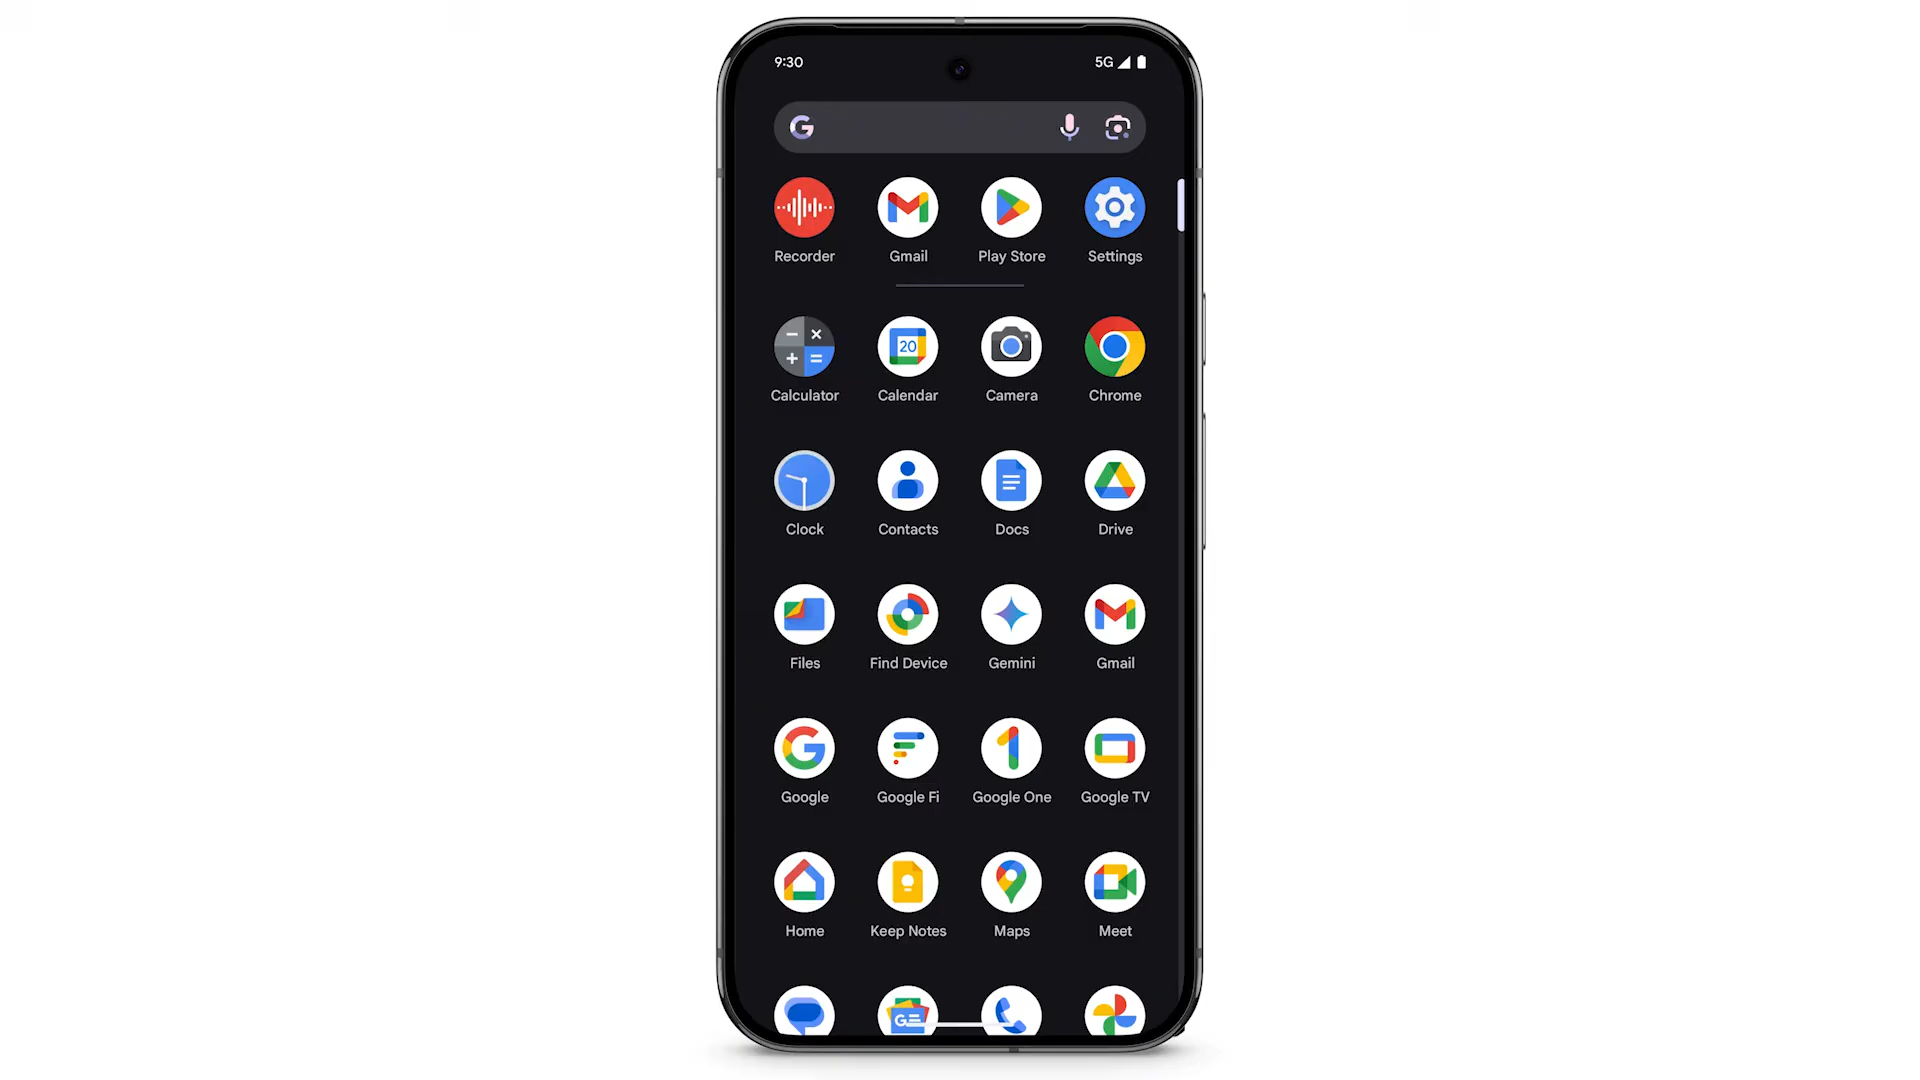 9:30 5G
Recorder Gmail Play Store Settings
20
Calculator Calendar Camera Chrome
Clock Contacts Docs Drive
Files Find Device Gemini Gmail
Google Google Fi Google One Google TV
Home Keep Notes Maps Meet